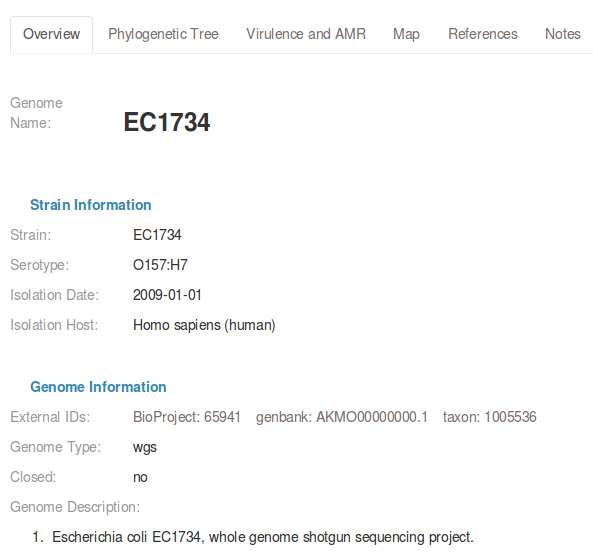 Overview Phylogenetic Tree Virulence and AMR Map References Notes
Genome
Name:
EC1734
Strain Information
Strain: EC1734
Serotype: O157:H7
Isolation Date: 2009-01-01
Isolation Host: Homo sapiens (human)
Genome Information
External IDs: BioProject: 65941 genbank: AKMO00000000.1 taxon: 1005536
Genome Type: wgs
Closed: no
Genome Description:
1. Escherichia coli EC1734, whole genome shotgun sequencing project.